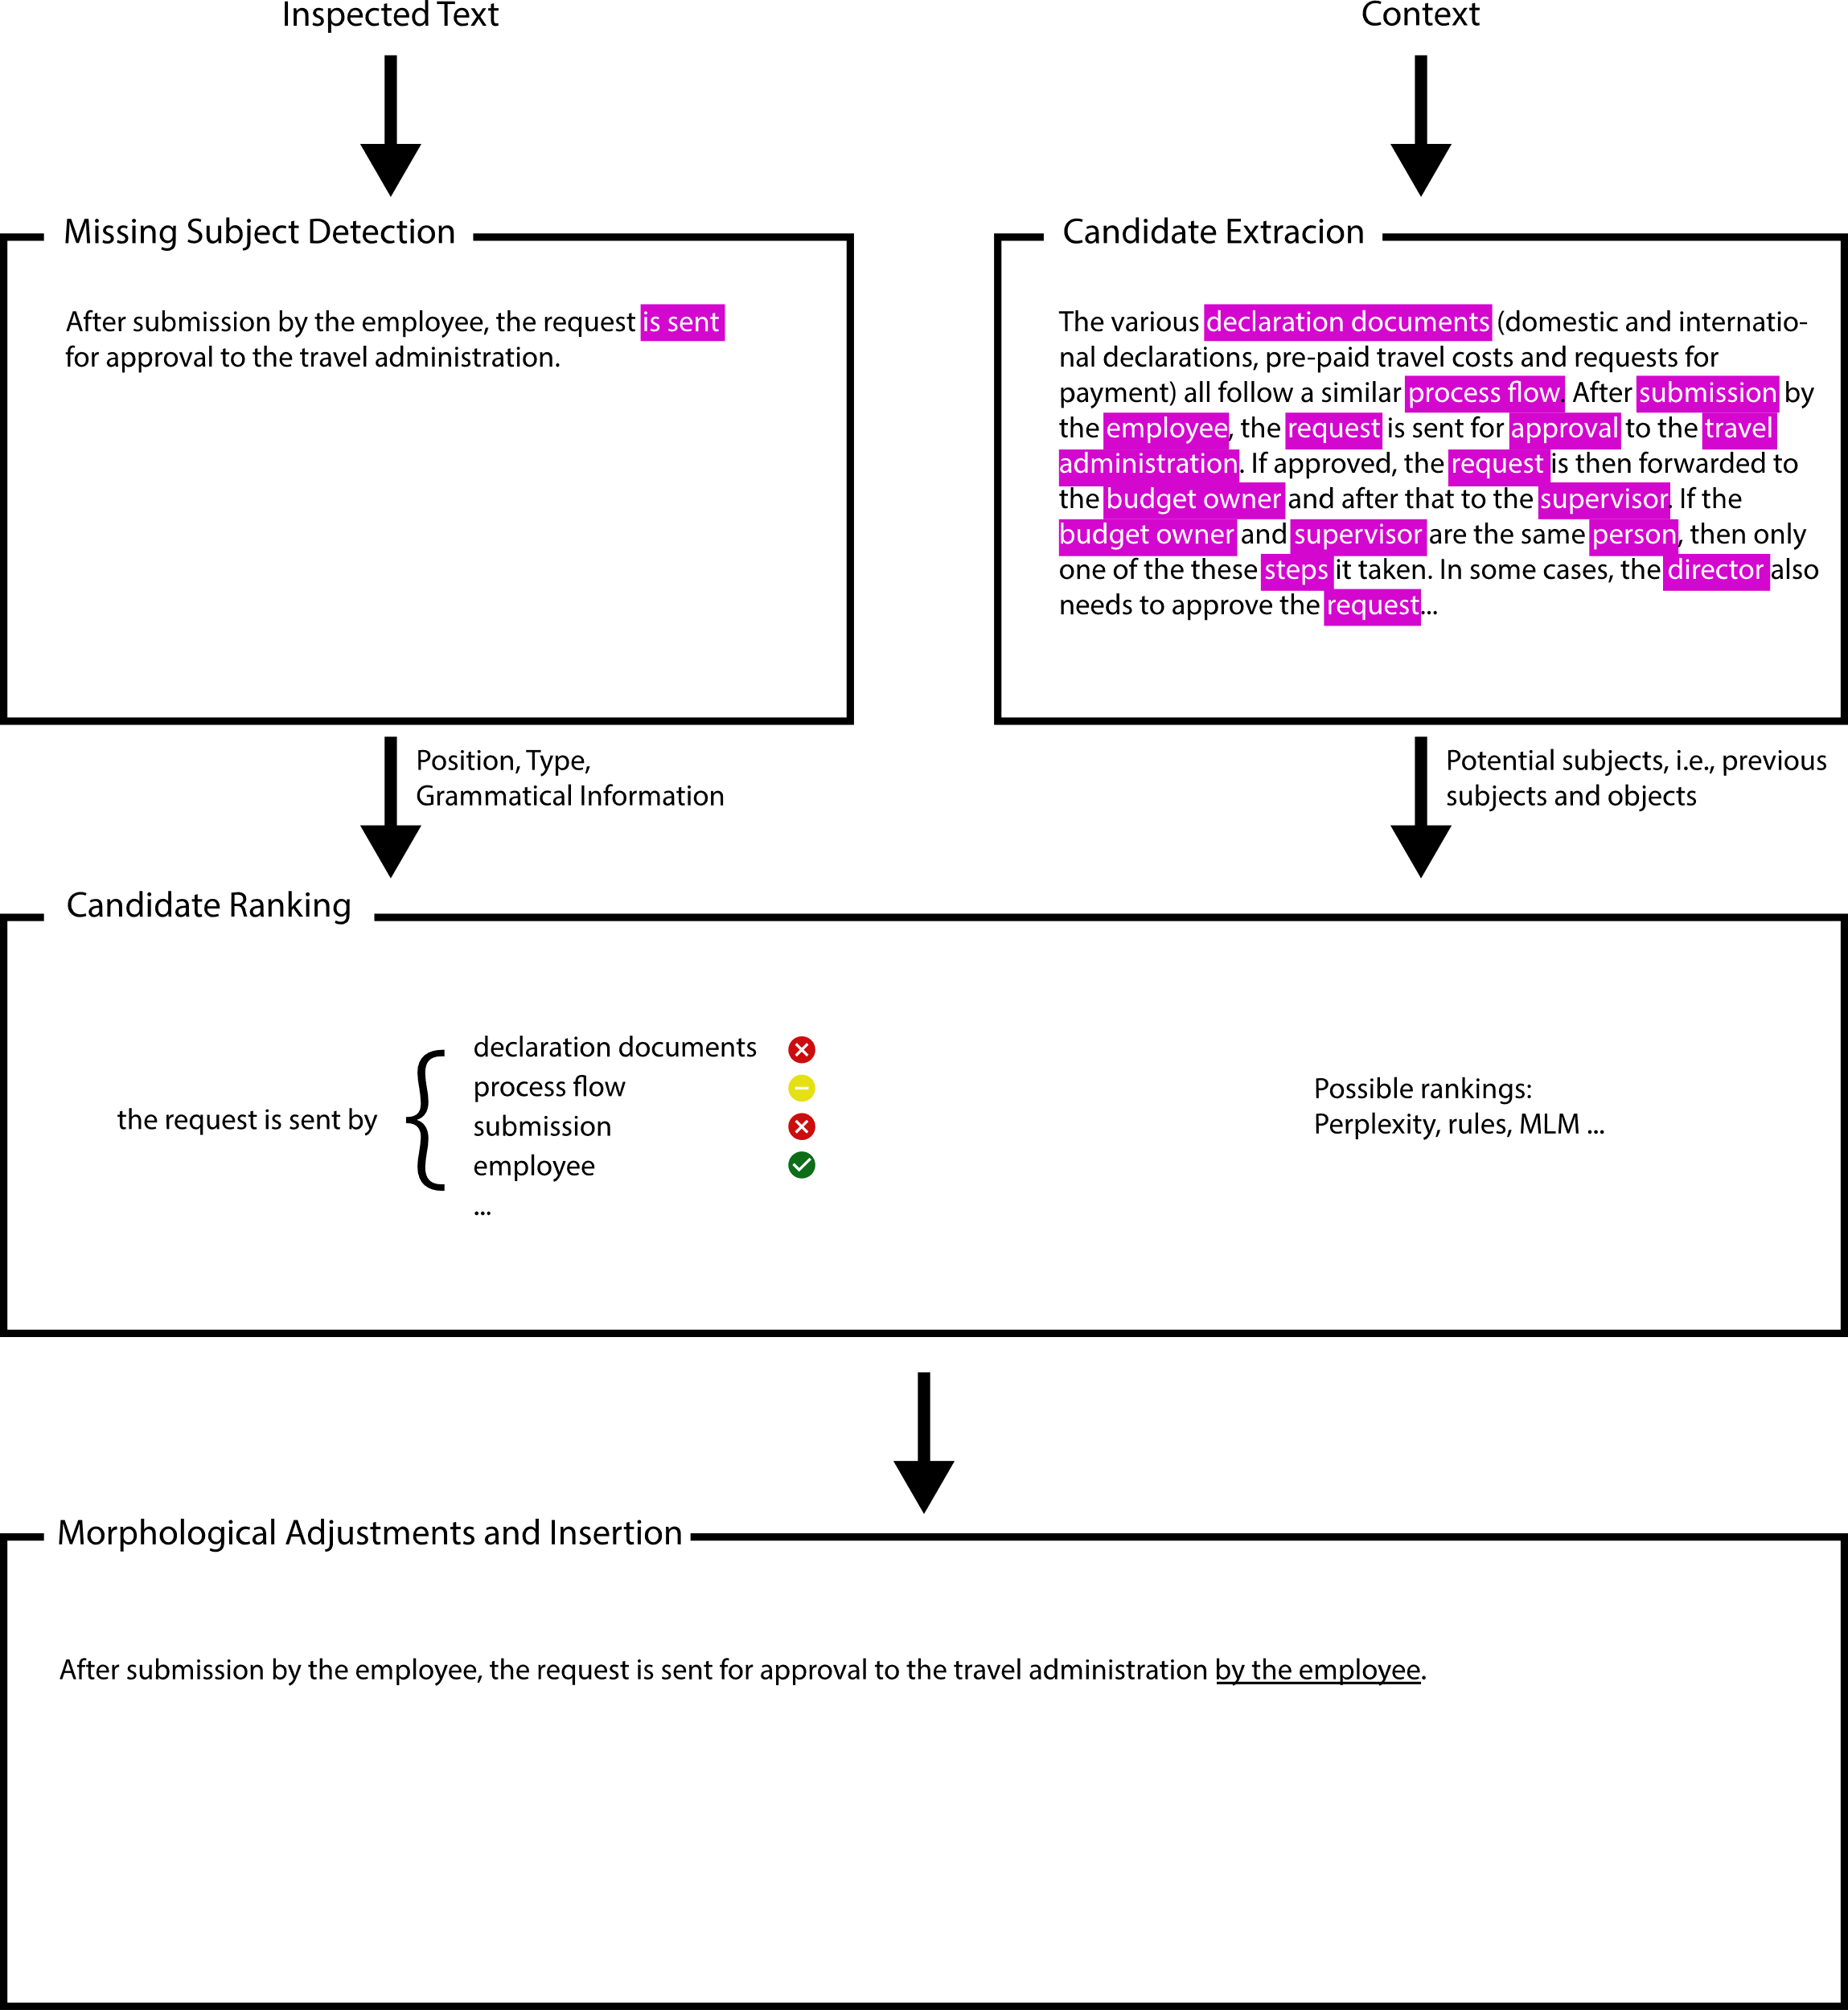 Inspected Text
Context
Missing Subject Detection
After submission by the employee, the request is sent
for approval to the travel administration.
Candidate Extracion
The various declaration documents (domestic and internatio-
nal declarations, pre-paid travel costs and requests for
payment) all follow a similar process flow. After submission by
the employee, the request is sent for approval to the travel
administration. If approved, the request is then forwarded to
the budget owner and after that to the supervisor. If the
budget owner and supervisor are the same person, then only
one of the these steps it taken. In some cases, the director also
needs to approve the request...
Position, Type,
Grammatical Information
Potential subjects, i.e., previous
subjects and objects
Candidate Ranking
the request is sent by
declaration documents
process flow
submission
employee
...
Possible rankings:
Perplexity, rules, MLM ...
Morphological Adjustments and Insertion
After submission by the employee, the request is sent for approval to the travel administration by the employee.